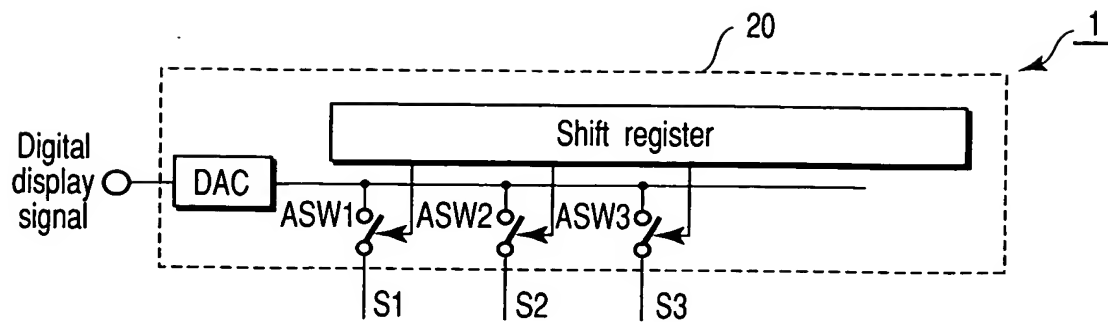 20
1
Shift register
Digital
display
signal
DAC
ASW1
ASW2
ASW3
S1
S2
S3